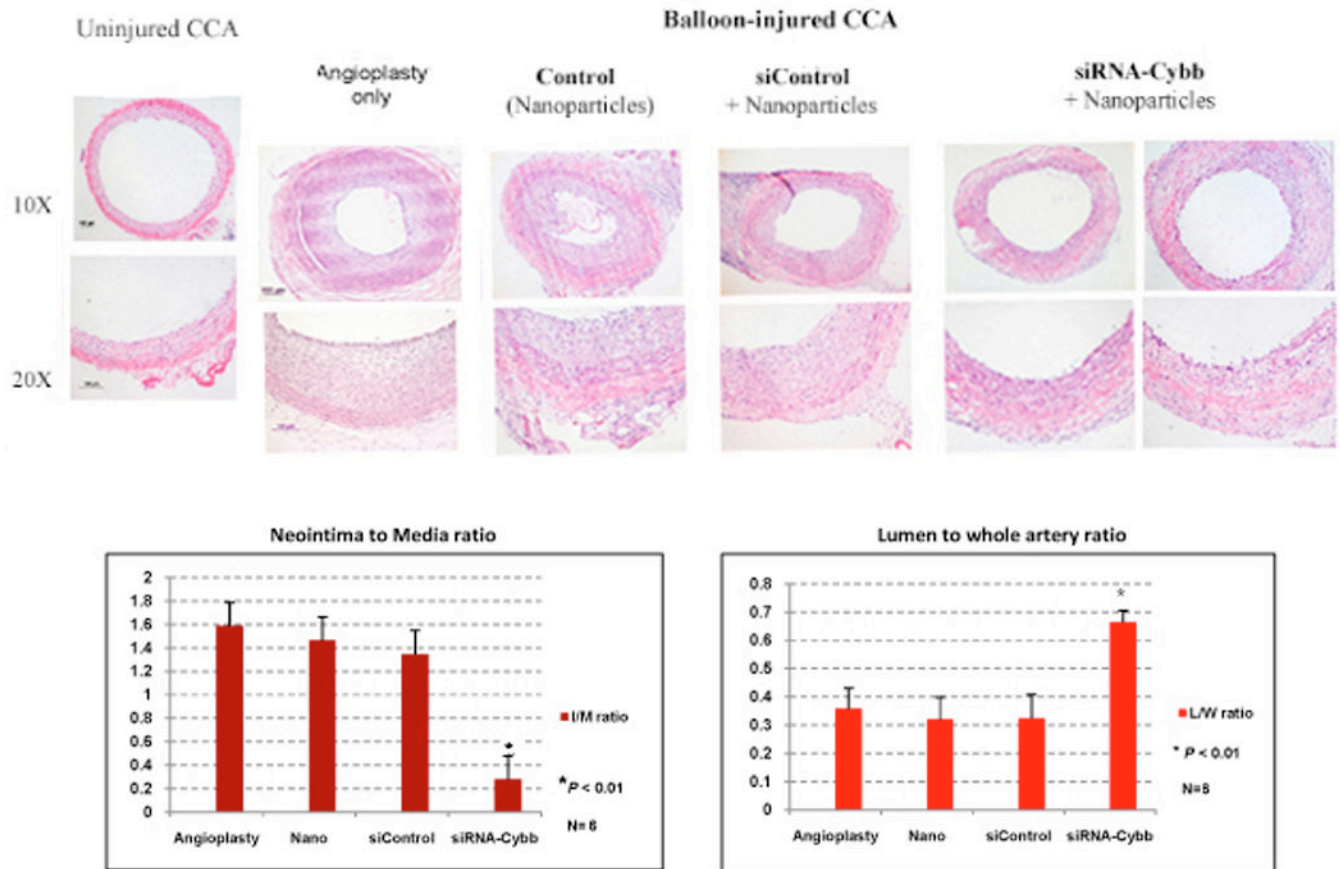 Uninjured CCA
Balloon-injured CCA
Angioplasty
only
Control
(Nanoparticles)
siControl
+ Nanoparticles
siRNA-Cybb
+ Nanoparticles
10X
20X
Neointima to Media ratio
2
1.8
1.6
1.4
1.2
1
0.8
0.6
0.4
0.2
0
*
Angioplasty Nano siControl siRNA-Cybb
I/M ratio
* P < 0.01
N= 6
Lumen to whole artery ratio
0.8
0.7
0.6
0.5
0.4
0.3
0.2
0.1
0
*
Angioplasty Nano siControl siRNA-Cybb
L/W ratio
* P < 0.01